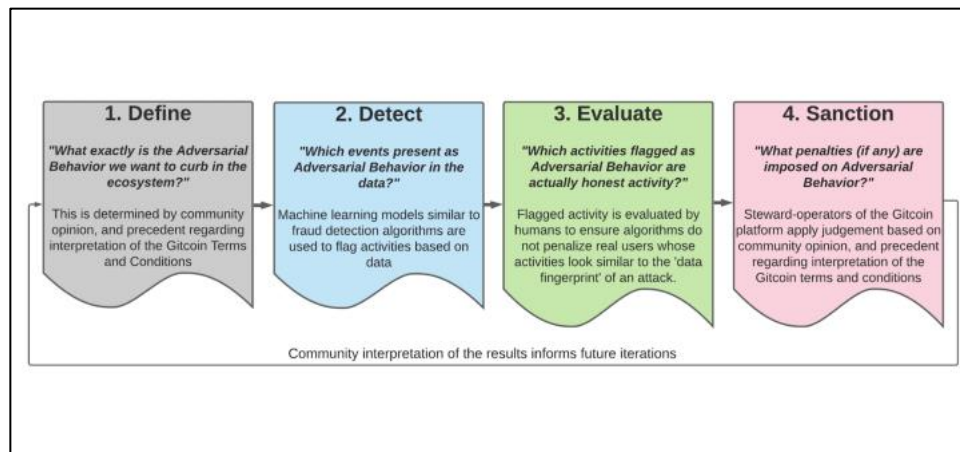 1. Define
"What exactly is the Adversarial
Behavior we want to curb in the
ecosystem?"
This is determined by community
opinion, and precedent regarding
interpretation of the Gitcoin Terms
and Conditions
2. Detect
"Which events present as
Adversarial Behavior in the
data?"
Machine learning models similar to
fraud detection algorithms are
used to flag activities based on
data
3. Evaluate
"Which activities flagged as
Adversarial Behavior are
actually honest activity?"
Flagged activity is evaluated by
humans to ensure algorithms do
not penalize real users whose
activities look similar to the 'data
fingerprint' of an attack.
4. Sanction
"What penalties (if any) are
imposed on Adversarial
Behavior?"
Steward-operators of the Gitcoin
platform apply judgement based on
community opinion, and precedent
regarding interpretation of the
Gitcoin terms and conditions
Community interpretation of the results informs future iterations